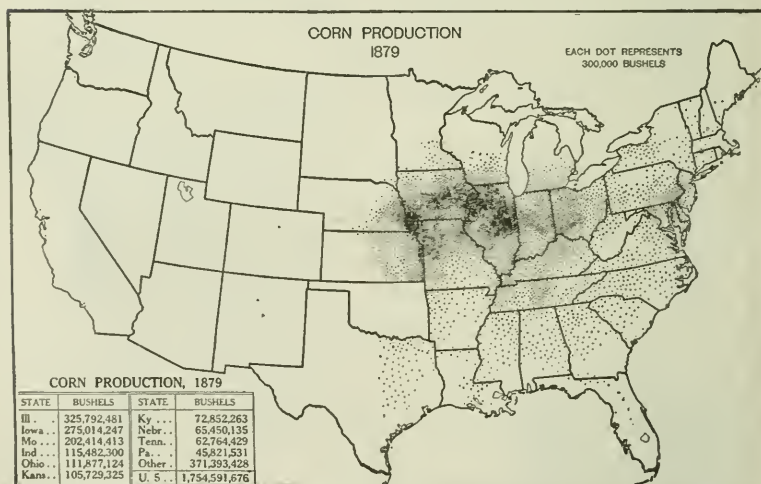 CORN PRODUCTION
1879
EACH DOT REPRESENTS
300,000 BUSHELS
CORN PRODUCTION, 1879
STATE BUSHELS STATE BUSHELS
Ill. . . 325,792,481 Ky . . . 72,852,263
Iowa . . 275,014,247 Nebr. . 65,450,135
Mo . . . 202,414,413 Tenn. . 62,764,429
Ind . . . 115,482,300 Pa. . . 45,821,531
Ohio . . 111,877,124 Other . 371,393,428
Kans. . 105,729,325 U. S . . 1,754,591,676